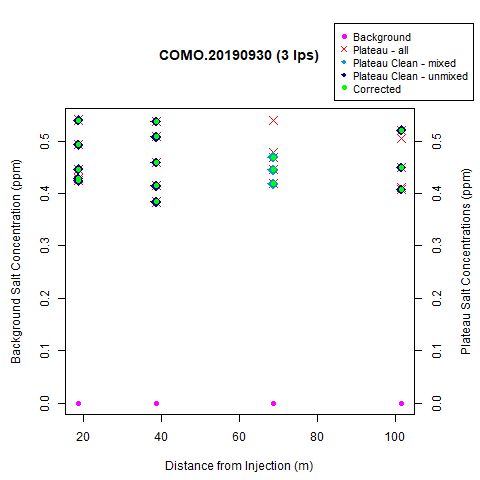 COMO.20190930 (3 lps)
Background
Plateau - all
Plateau Clean - mixed
Plateau Clean - unmixed
Corrected
Background Salt Concentration (ppm)
0.5
0.4
0.3
0.2
0.1
0.0
0.5
0.4
0.3
0.2
0.1
0.0
Plateau Salt Concentrations (ppm)
20 40 60 80 100
Distance from Injection (m)